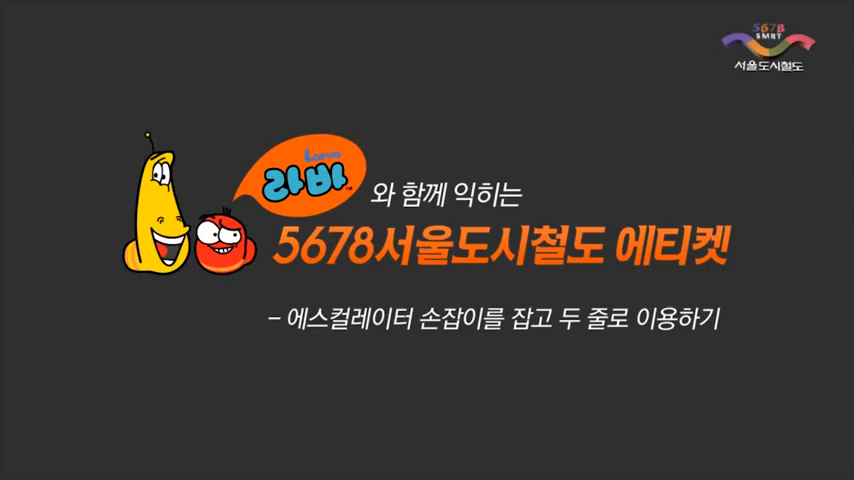 5678
SMRT
서울도시철도
Larva
라바™와 함께 익히는
5678서울도시철도 에티켓
– 에스컬레이터 손잡이를 잡고 두 줄로 이용하기